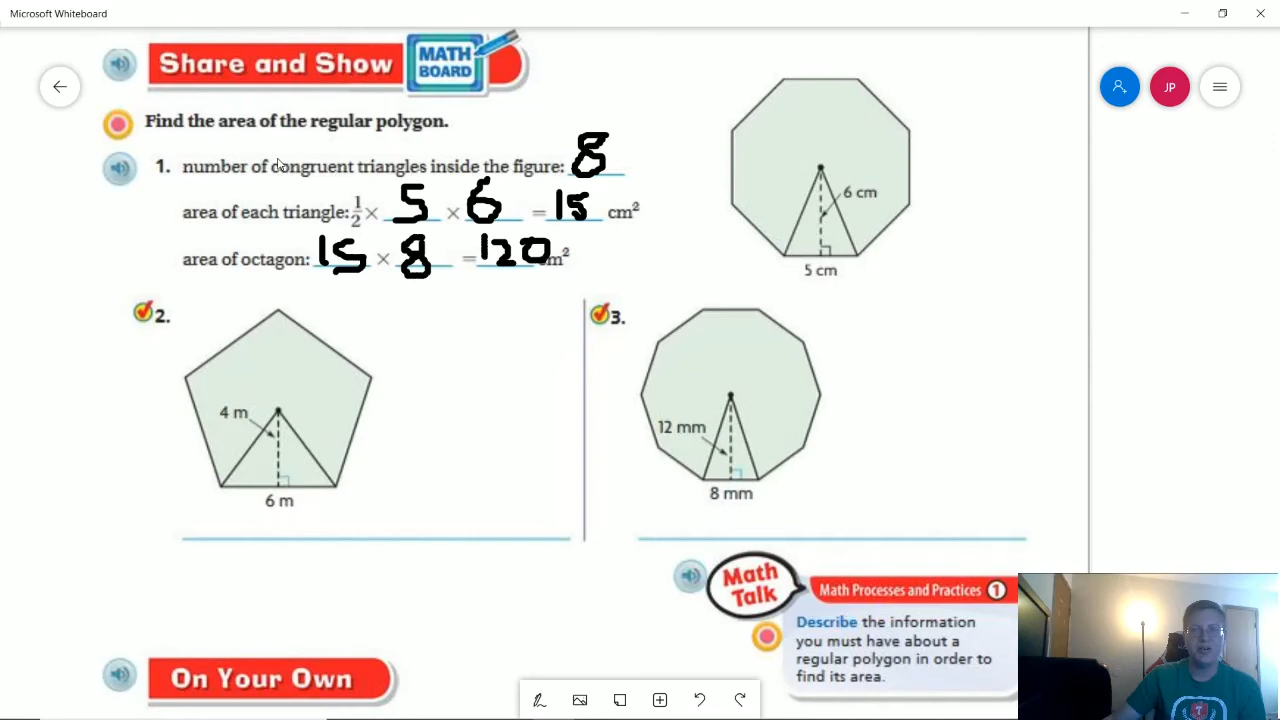 Microsoft Whiteboard
Share and Show
MATH BOARD
JP
Find the area of the regular polygon.
1. number of congruent triangles inside the figure: 8
area of each triangle: 1/2 × 5 × 6 = 15 cm²
area of octagon: 15 × 8 = 120 m²
6 cm
5 cm
2.
4 m
6 m
3.
12 mm
8 mm
Math Talk
Math Processes and Practices 1
Describe the information
you must have about a
regular polygon in order to
find its area.
On Your Own